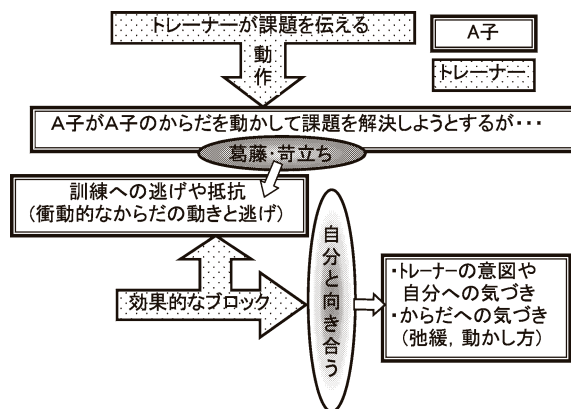 トレーナーが課題を伝える
A子
動作
トレーナー
A子がA子のからだを動かして課題を解決しようとするが・・・
葛藤・苛立ち
訓練への逃げや抵抗
(衝動的なからだの動きと逃げ)
自分と向き合う
効果的なブロック
・トレーナーの意図や
自分への気づき
・からだへの気づき
(弛緩，動かし方)